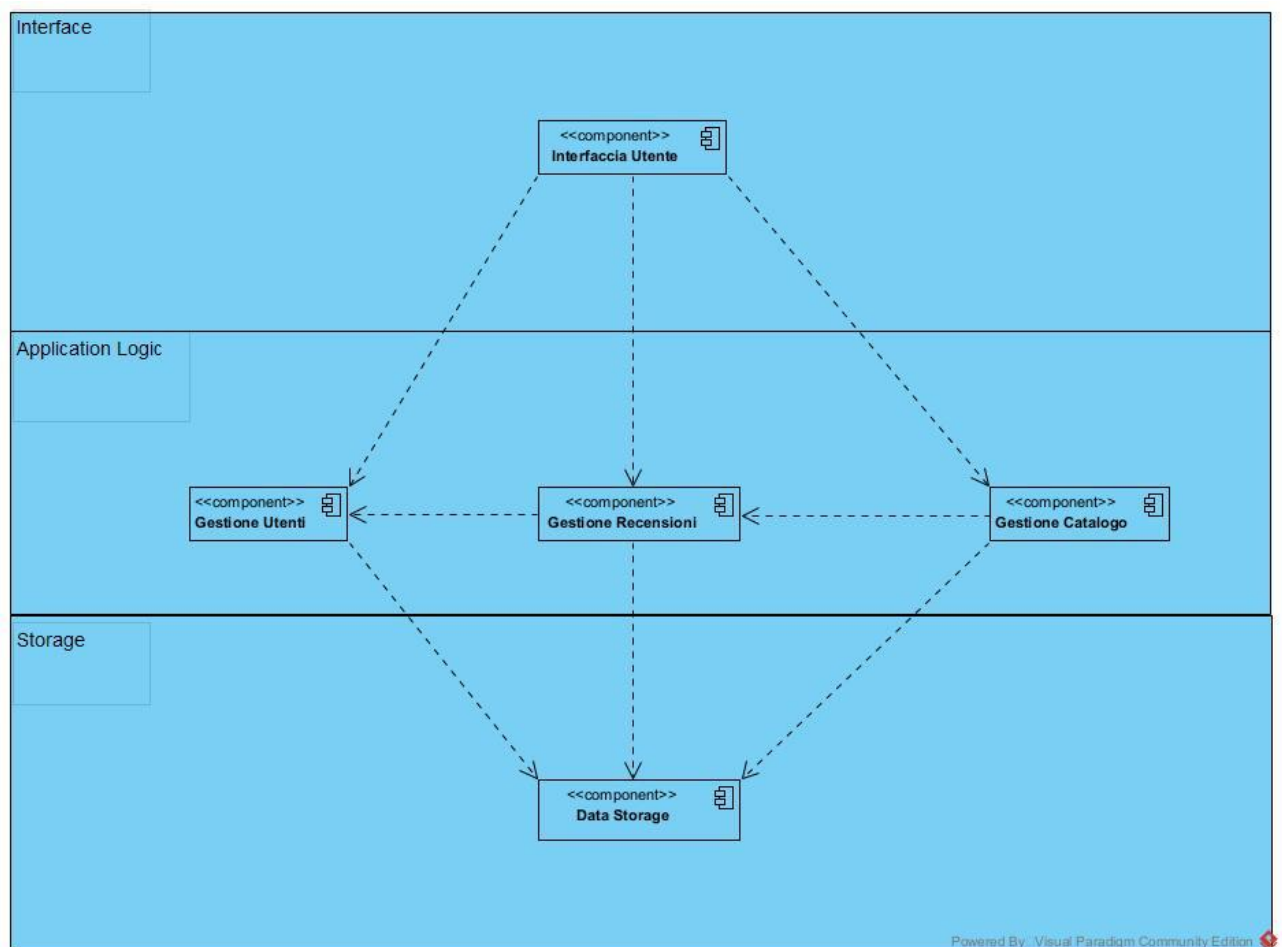 Interface
<<component>>
Interfaccia Utente
Application Logic
<<component>>
Gestione Utenti
<<component>>
Gestione Recensioni
<<component>>
Gestione Catalogo
Storage
<<component>>
Data Storage
Powered By Visual Paradigm Community Edition